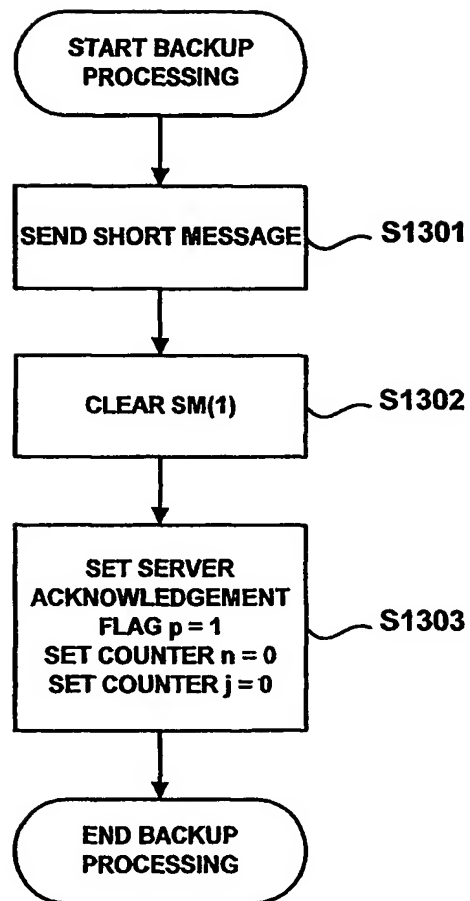 START BACKUP
PROCESSING
SEND SHORT MESSAGE
S1301
CLEAR SM(1)
S1302
SET SERVER
ACKNOWLEDGEMENT
FLAG p = 1
SET COUNTER n = 0
SET COUNTER j = 0
S1303
END BACKUP
PROCESSING